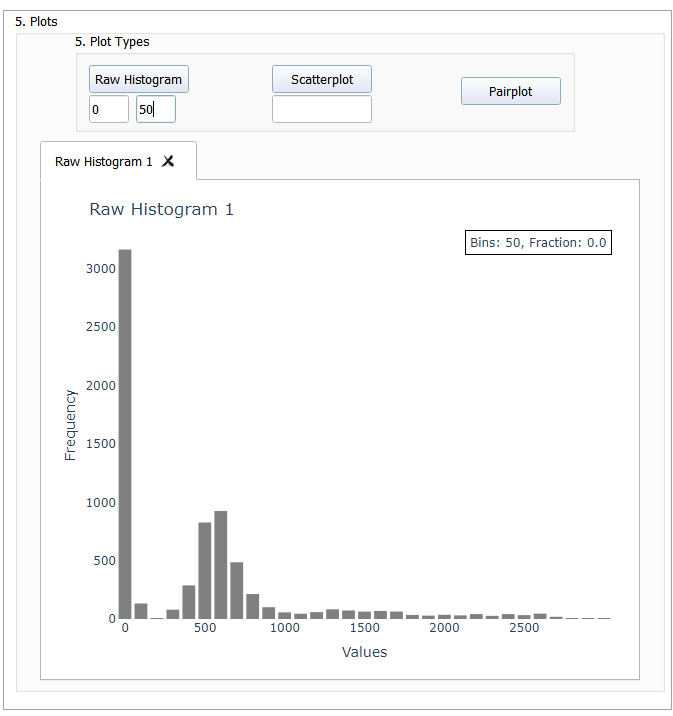 5. Plots
5. Plot Types
Raw Histogram
Scatterplot
Pairplot
0
50
Raw Histogram 1
Raw Histogram 1
Bins: 50, Fraction: 0.0
3000
2500
2000
1500
1000
500
0
Frequency
0 500 1000 1500 2000 2500
Values